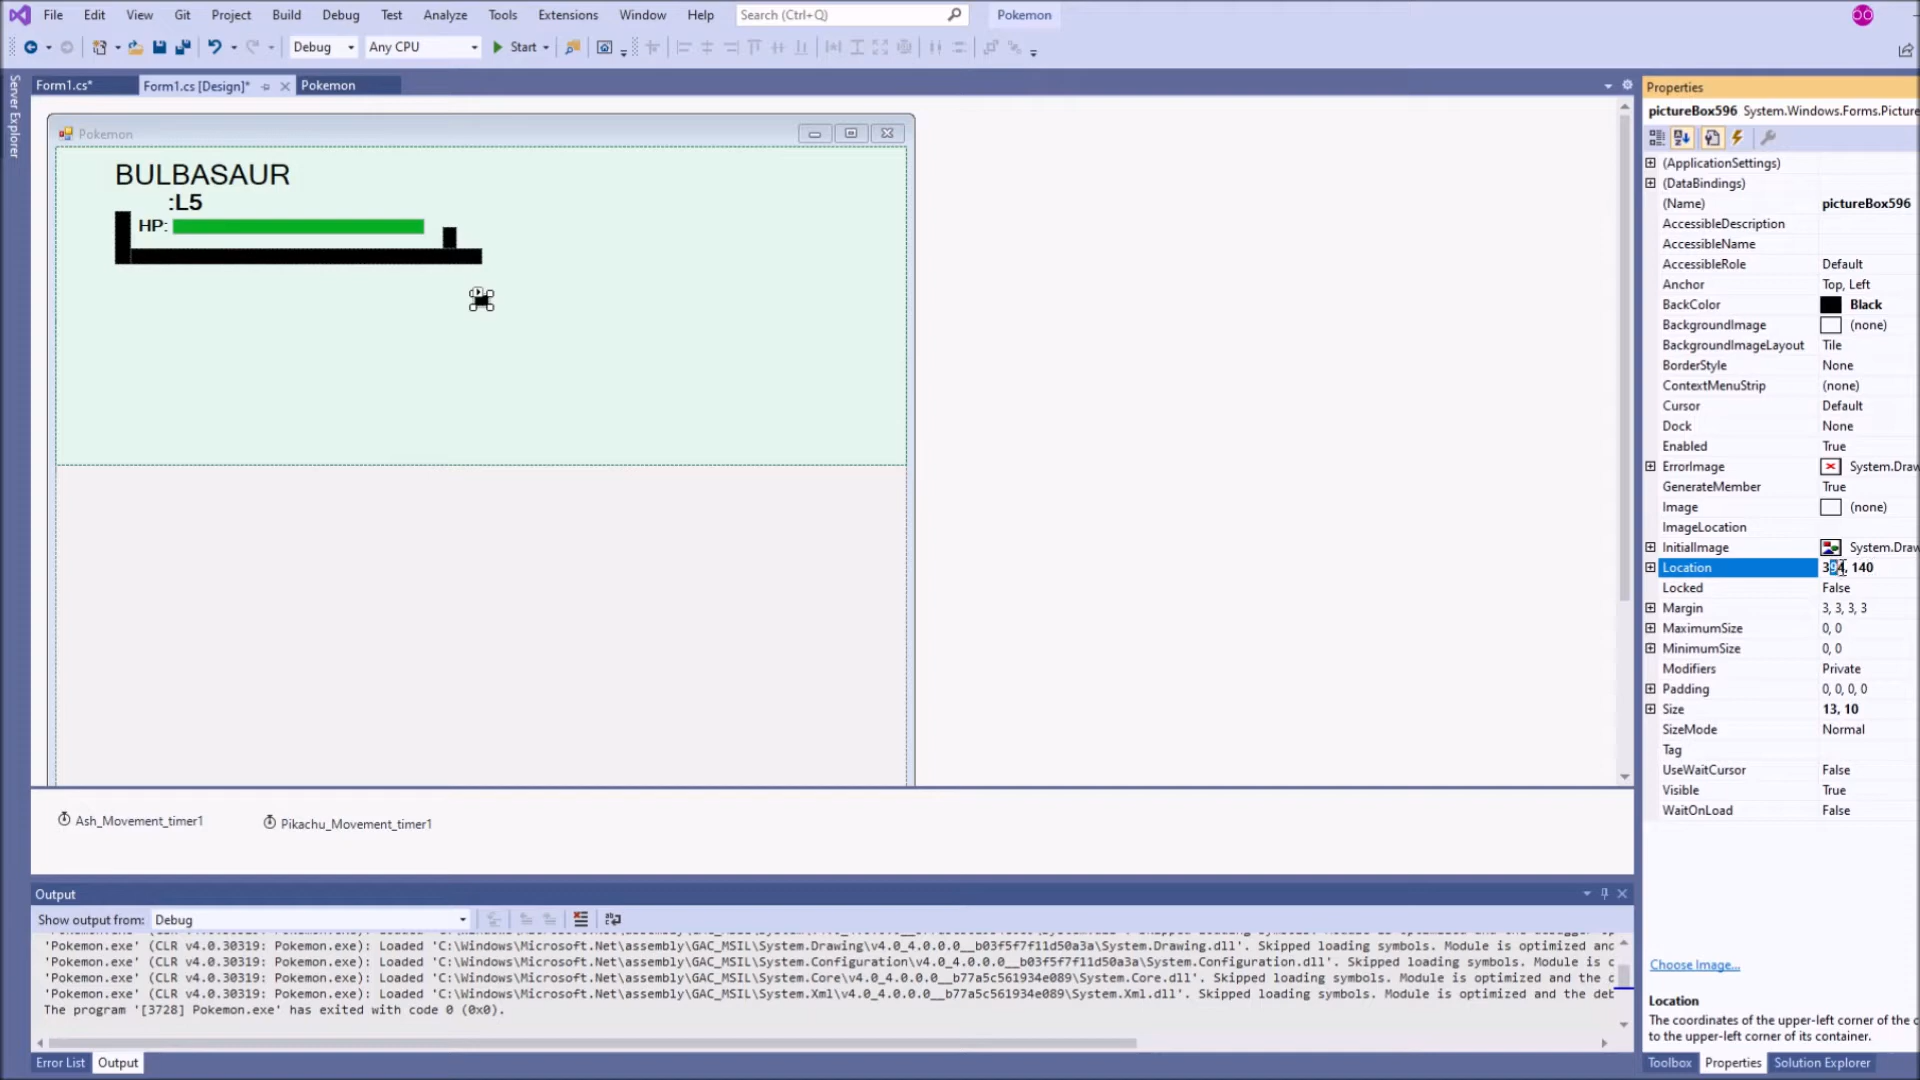 File Edit View Git Project Build Debug Test Analyze Tools Extensions Window Help Search (Ctrl+Q) Pokemon
Debug Any CPU Start
Server Explorer
Form1.cs* Form1.cs [Design]* Pokemon
Pokemon
BULBASAUR
:L5
HP:
Ash_Movement_timer1 Pikachu_Movement_timer1
Output
Show output from: Debug
'Pokemon.exe' (CLR v4.0.30319: Pokemon.exe): Loaded 'C:\Windows\Microsoft.Net\assembly\GAC_MSIL\System.Drawing\v4.0_4.0.0.0__b03f5f7f11d50a3a\System.Drawing.dll'. Skipped loading symbols. Module is optimized and
'Pokemon.exe' (CLR v4.0.30319: Pokemon.exe): Loaded 'C:\Windows\Microsoft.Net\assembly\GAC_MSIL\System.Configuration\v4.0_4.0.0.0__b03f5f7f11d50a3a\System.Configuration.dll'. Skipped loading symbols. Module is c
'Pokemon.exe' (CLR v4.0.30319: Pokemon.exe): Loaded 'C:\Windows\Microsoft.Net\assembly\GAC_MSIL\System.Core\v4.0_4.0.0.0__b77a5c561934e089\System.Core.dll'. Skipped loading symbols. Module is optimized and the c
'Pokemon.exe' (CLR v4.0.30319: Pokemon.exe): Loaded 'C:\Windows\Microsoft.Net\assembly\GAC_MSIL\System.Xml\v4.0_4.0.0.0__b77a5c561934e089\System.Xml.dll'. Skipped loading symbols. Module is optimized and the deb
The program '[3728] Pokemon.exe' has exited with code 0 (0x0).
Error List Output
Properties
pictureBox596 System.Windows.Forms.Picture
(ApplicationSettings)
(DataBindings)
(Name) pictureBox596
AccessibleDescription
AccessibleName
AccessibleRole Default
Anchor Top, Left
BackColor Black
BackgroundImage (none)
BackgroundImageLayout Tile
BorderStyle None
ContextMenuStrip (none)
Cursor Default
Dock None
Enabled True
ErrorImage System.Draw
GenerateMember True
Image (none)
ImageLocation
InitialImage System.Draw
Location 394, 140
Locked False
Margin 3, 3, 3, 3
MaximumSize 0, 0
MinimumSize 0, 0
Modifiers Private
Padding 0, 0, 0, 0
Size 13, 10
SizeMode Normal
Tag
UseWaitCursor False
Visible True
WaitOnLoad False
Choose Image...
Location
The coordinates of the upper-left corner of the c
to the upper-left corner of its container.
Toolbox Properties Solution Explorer